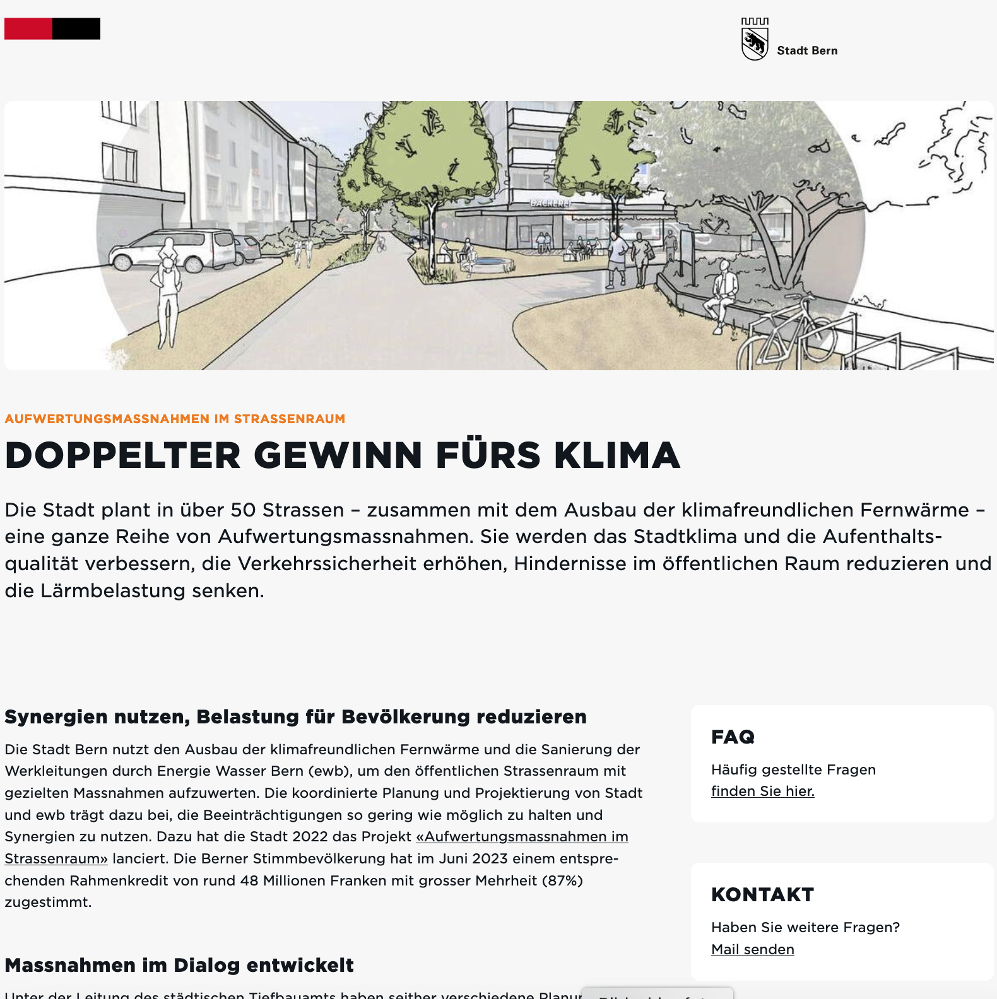 Stadt Bern
BÄCKEREI
AUFWERTUNGSMASSNAHMEN IM STRASSENRAUM
DOPPELTER GEWINN FÜRS KLIMA
Die Stadt plant in über 50 Strassen – zusammen mit dem Ausbau der klimafreundlichen Fernwärme –
eine ganze Reihe von Aufwertungsmassnahmen. Sie werden das Stadtklima und die Aufenthalts-
qualität verbessern, die Verkehrssicherheit erhöhen, Hindernisse im öffentlichen Raum reduzieren und
die Lärmbelastung senken.
Synergien nutzen, Belastung für Bevölkerung reduzieren
Die Stadt Bern nutzt den Ausbau der klimafreundlichen Fernwärme und die Sanierung der
Werkleitungen durch Energie Wasser Bern (ewb), um den öffentlichen Strassenraum mit
gezielten Massnahmen aufzuwerten. Die koordinierte Planung und Projektierung von Stadt
und ewb trägt dazu bei, die Beeinträchtigungen so gering wie möglich zu halten und
Synergien zu nutzen. Dazu hat die Stadt 2022 das Projekt «Aufwertungsmassnahmen im
Strassenraum» lanciert. Die Berner Stimmbevölkerung hat im Juni 2023 einem entspre-
chenden Rahmenkredit von rund 48 Millionen Franken mit grosser Mehrheit (87%)
zugestimmt.
Massnahmen im Dialog entwickelt
Unter der Leitung des städtischen Tiefbauamts haben seither verschiedene
FAQ
Häufig gestellte Fragen
finden Sie hier.
KONTAKT
Haben Sie weitere Fragen?
Mail senden